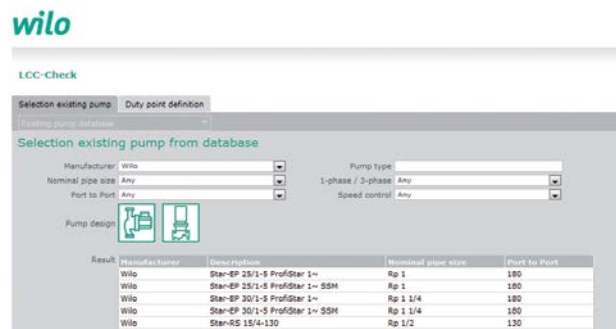 wilo
LCC-Check
Selection existing pump Duty point definition
Existing pump database
Selection existing pump from database
Manufacturer Wilo Pump type
Nominal pipe size Any 1-phase / 3-phase Any
Port to Port Any Speed control Any
Pump design
Result Manufacturer Description Nominal pipe size Port to Port
Wilo Star-EP 25/1-5 ProfiStar 1~ Rp 1 180
Wilo Star-EP 25/1-5 ProfiStar 1~ SSM Rp 1 180
Wilo Star-EP 30/1-5 ProfiStar 1~ Rp 1 1/4 180
Wilo Star-EP 30/1-5 ProfiStar 1~ SSM Rp 1 1/4 180
Wilo Star-RS 15/4-130 Rp 1/2 130